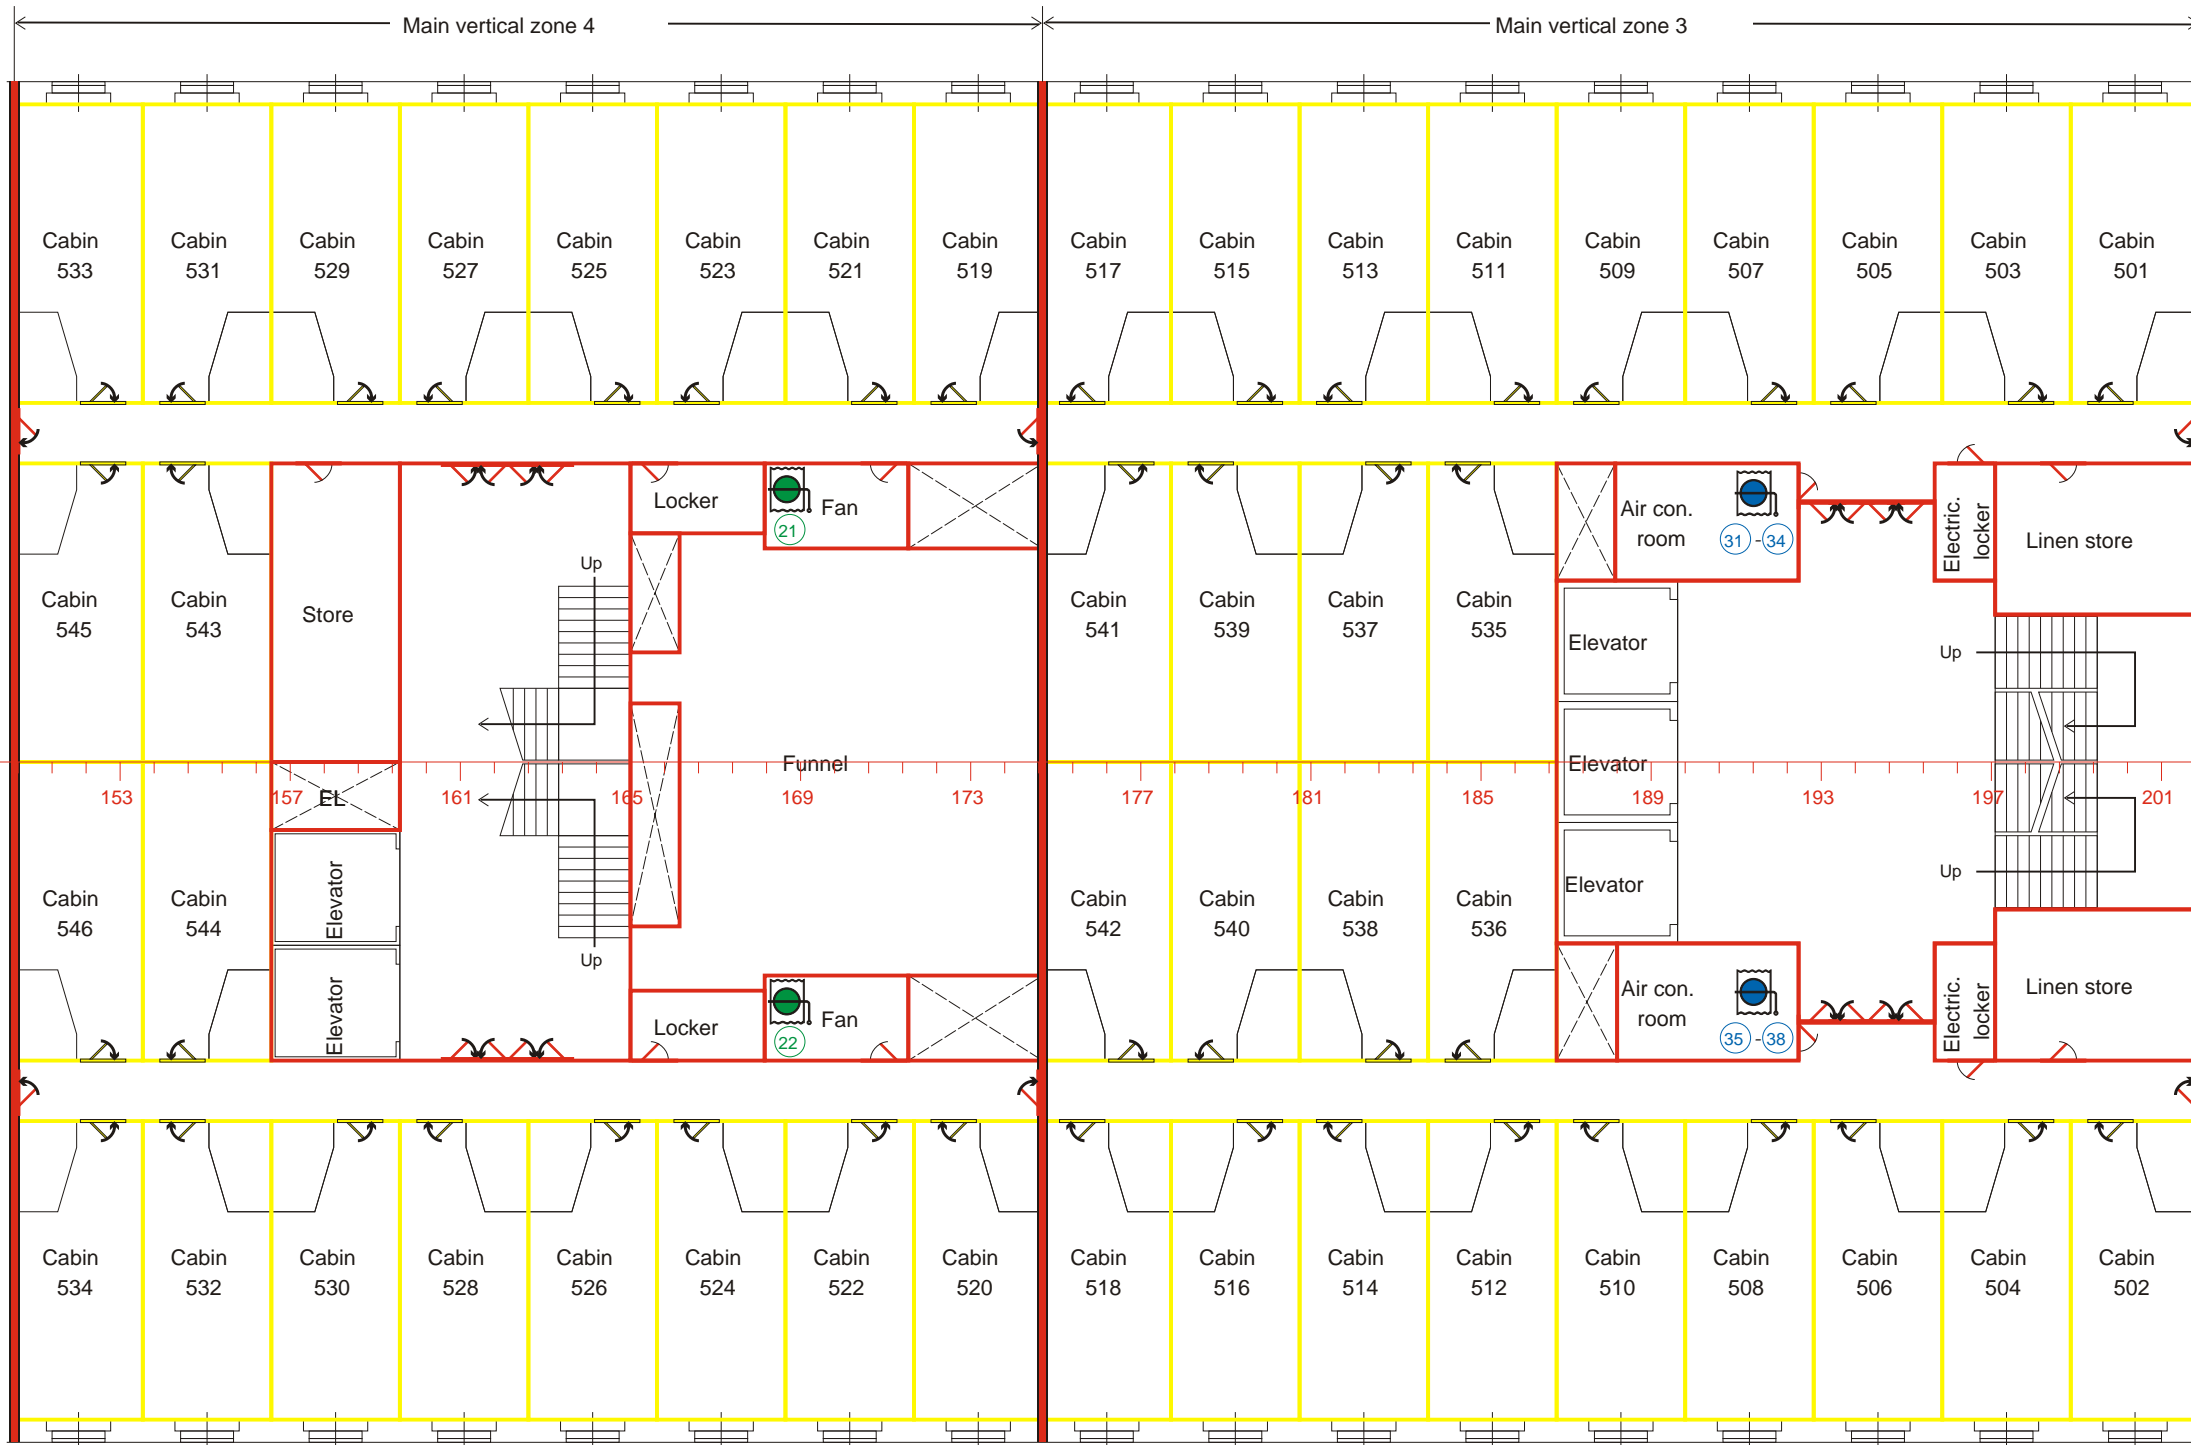 Main vertical zone 4
Main vertical zone 3
Cabin
533
Cabin
531
Cabin
529
Cabin
527
Cabin
525
Cabin
523
Cabin
521
Cabin
519
Cabin
517
Cabin
515
Cabin
513
Cabin
511
Cabin
509
Cabin
507
Cabin
505
Cabin
503
Cabin
501
Locker
Fan
21
Air con.
room
31 - 34
Electric.
locker
Linen store
Up
Cabin
545
Cabin
543
Store
Cabin
541
Cabin
539
Cabin
537
Cabin
535
Elevator
Up
Funnel
Elevator
153
157
EL
161
165
169
173
177
181
185
189
193
197
201
Cabin
546
Cabin
544
Elevator
Elevator
Cabin
542
Cabin
540
Cabin
538
Cabin
536
Elevator
Up
Up
Locker
Fan
22
Air con.
room
35 - 38
Electric.
locker
Linen store
Cabin
534
Cabin
532
Cabin
530
Cabin
528
Cabin
526
Cabin
524
Cabin
522
Cabin
520
Cabin
518
Cabin
516
Cabin
514
Cabin
512
Cabin
510
Cabin
508
Cabin
506
Cabin
504
Cabin
502